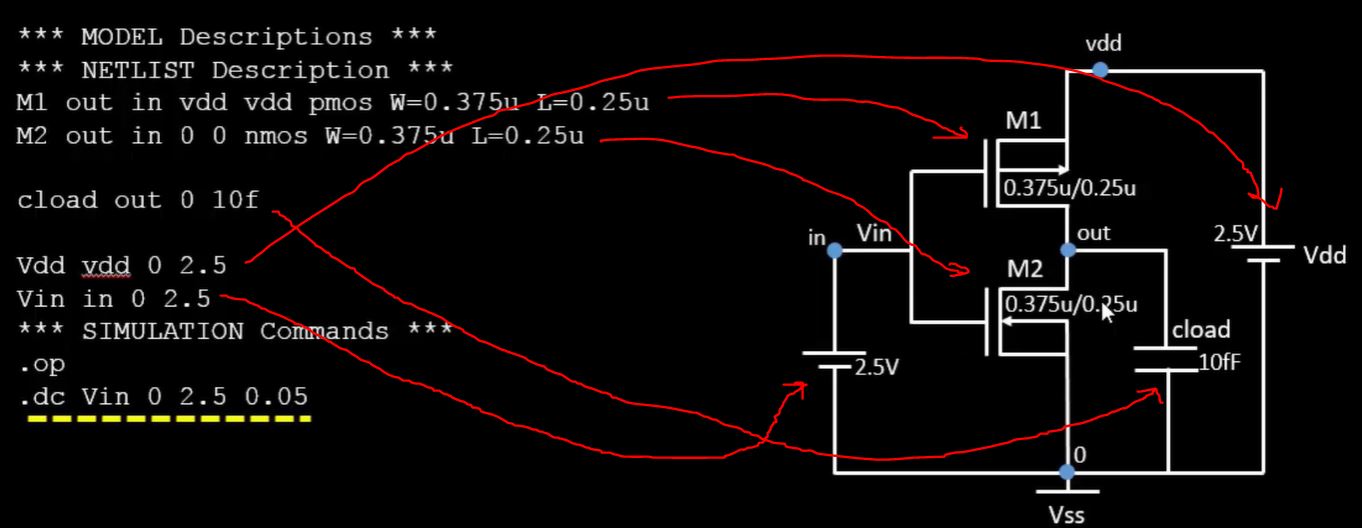 *** MODEL Descriptions ***
*** NETLIST Description ***
M1 out in vdd vdd pmos W=0.375u L=0.25u
M2 out in 0 0 nmos W=0.375u L=0.25u
cload out 0 10f
Vdd vdd 0 2.5
Vin in 0 2.5
*** SIMULATION Commands ***
.op
.dc Vin 0 2.5 0.05
vdd
M1
0.375u/0.25u
in
Vin
out
2.5V
Vdd
M2
0.375u/0.25u
cload
10fF
2.5V
0
Vss